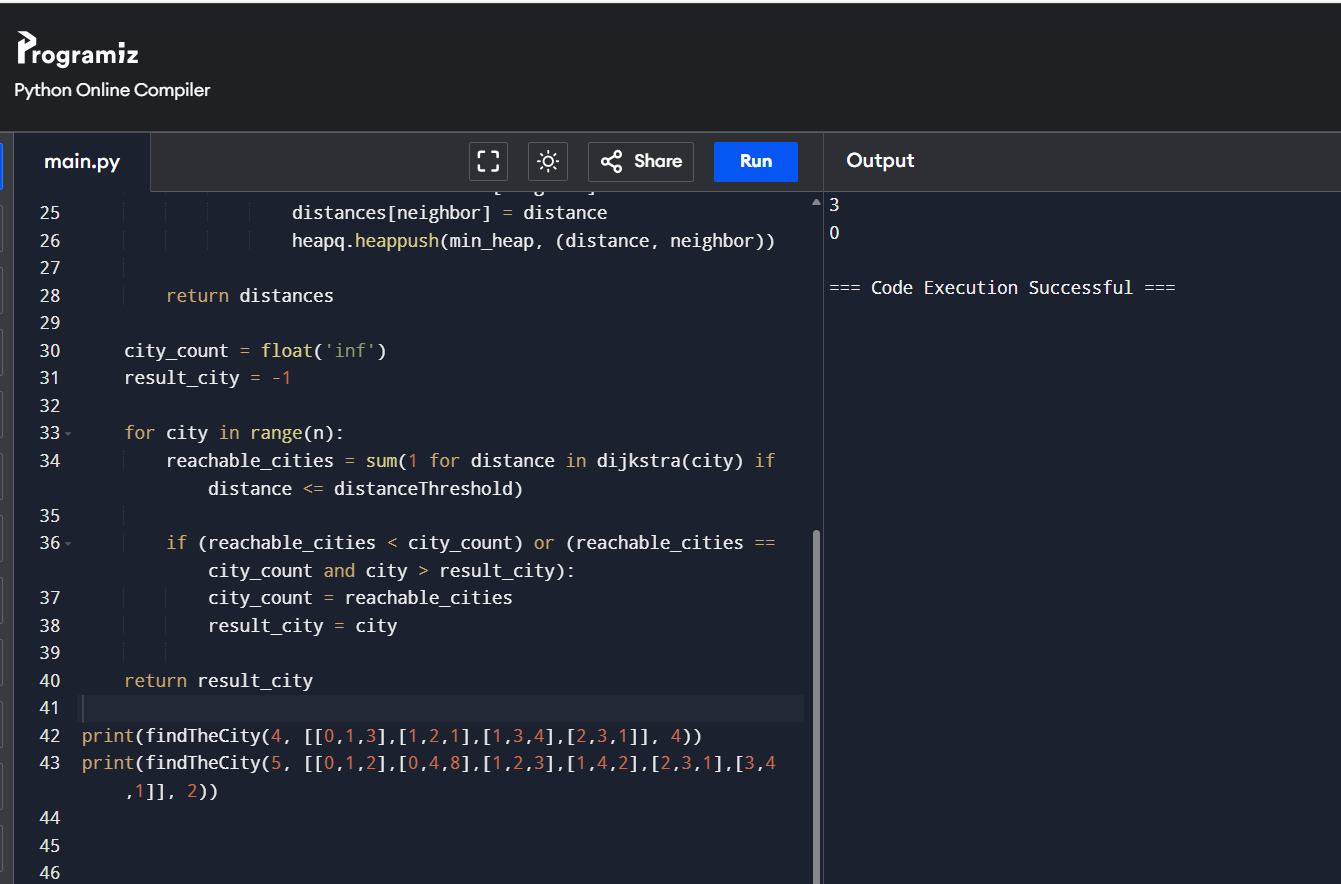 Programiz
Python Online Compiler
main.py
Share
Run
Output
25 distances[neighbor] = distance
26 heapq.heappush(min_heap, (distance, neighbor))
27
28 return distances
29
30 city_count = float('inf')
31 result_city = -1
32
33 for city in range(n):
34 reachable_cities = sum(1 for distance in dijkstra(city) if
distance <= distanceThreshold)
35
36 if (reachable_cities < city_count) or (reachable_cities ==
city_count and city > result_city):
37 city_count = reachable_cities
38 result_city = city
39
40 return result_city
41
42 print(findTheCity(4, [[0,1,3],[1,2,1],[1,3,4],[2,3,1]], 4))
43 print(findTheCity(5, [[0,1,2],[0,4,8],[1,2,3],[1,4,2],[2,3,1],[3,4
,1]], 2))
44
45
46
3
0
=== Code Execution Successful ===